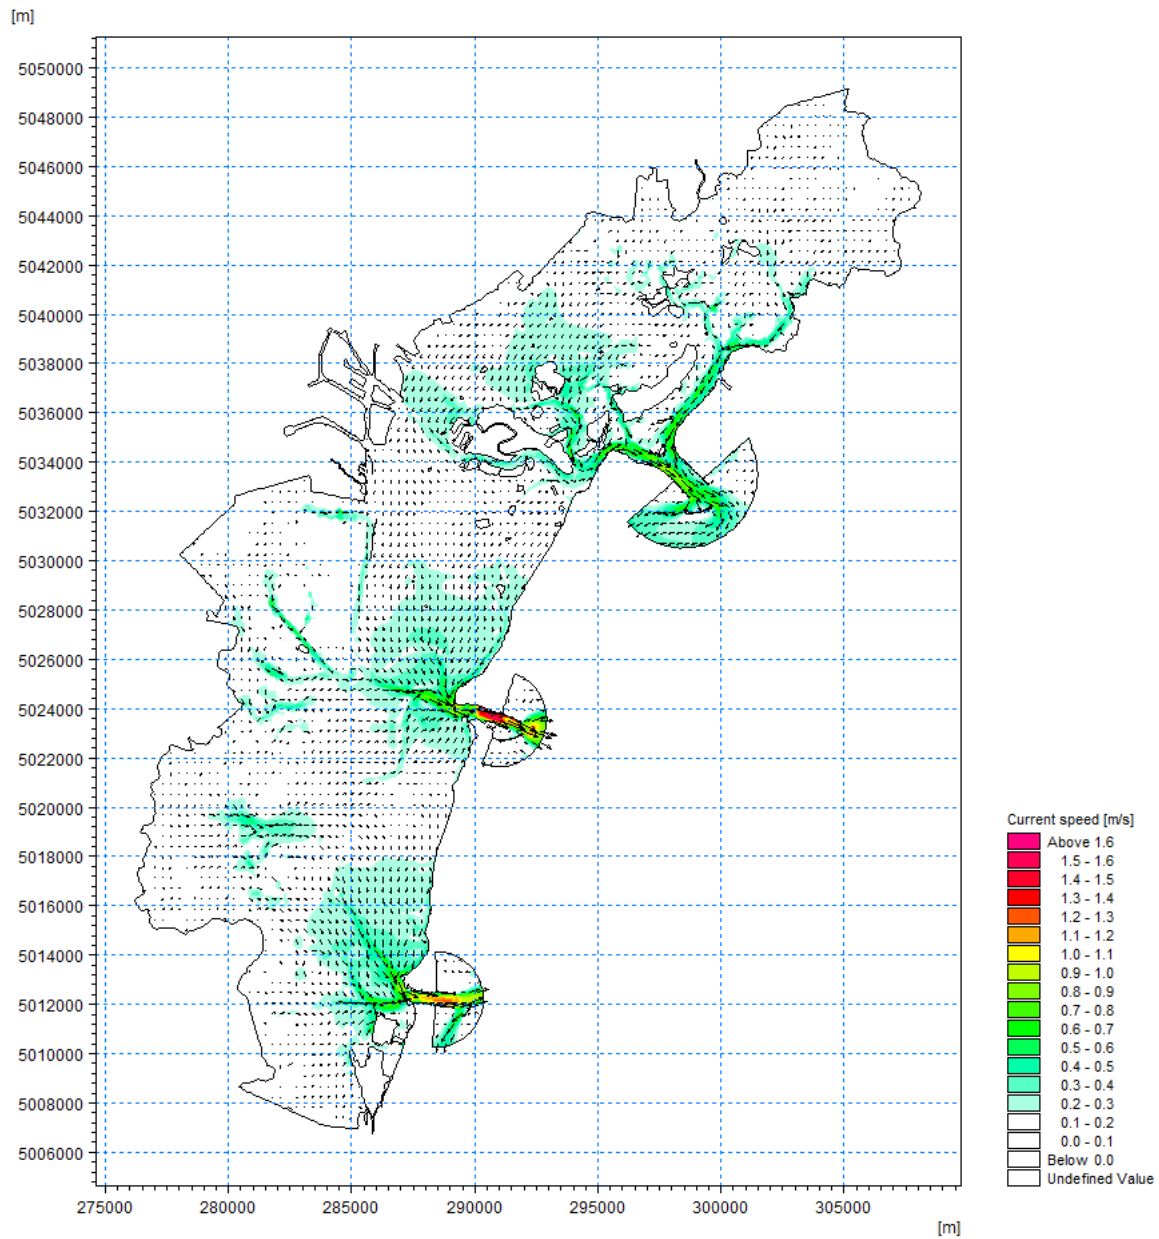 [m]
5050000
5048000
5046000
5044000
5042000
5040000
5038000
5036000
5034000
5032000
5030000
5028000
5026000
5024000
5022000
5020000
5018000
5016000
5014000
5012000
5010000
5008000
5006000
275000 280000 285000 290000 295000 300000 305000
[m]
Current speed [m/s]
Above 1.6
1.5 - 1.6
1.4 - 1.5
1.3 - 1.4
1.2 - 1.3
1.1 - 1.2
1.0 - 1.1
0.9 - 1.0
0.8 - 0.9
0.7 - 0.8
0.6 - 0.7
0.5 - 0.6
0.4 - 0.5
0.3 - 0.4
0.2 - 0.3
0.1 - 0.2
0.0 - 0.1
Below 0.0
Undefined Value